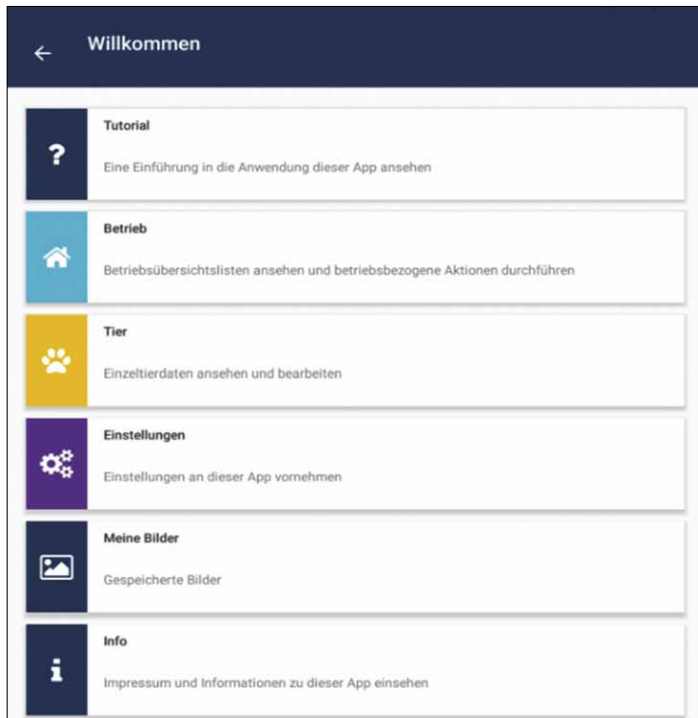 Willkommen
Tutorial
Eine Einführung in die Anwendung dieser App ansehen
Betrieb
Betriebsübersichtslisten ansehen und betriebsbezogene Aktionen durchführen
Tier
Einzeltierdaten ansehen und bearbeiten
Einstellungen
Einstellungen an dieser App vornehmen
Meine Bilder
Gespeicherte Bilder
Info
Impressum und Informationen zu dieser App einsehen